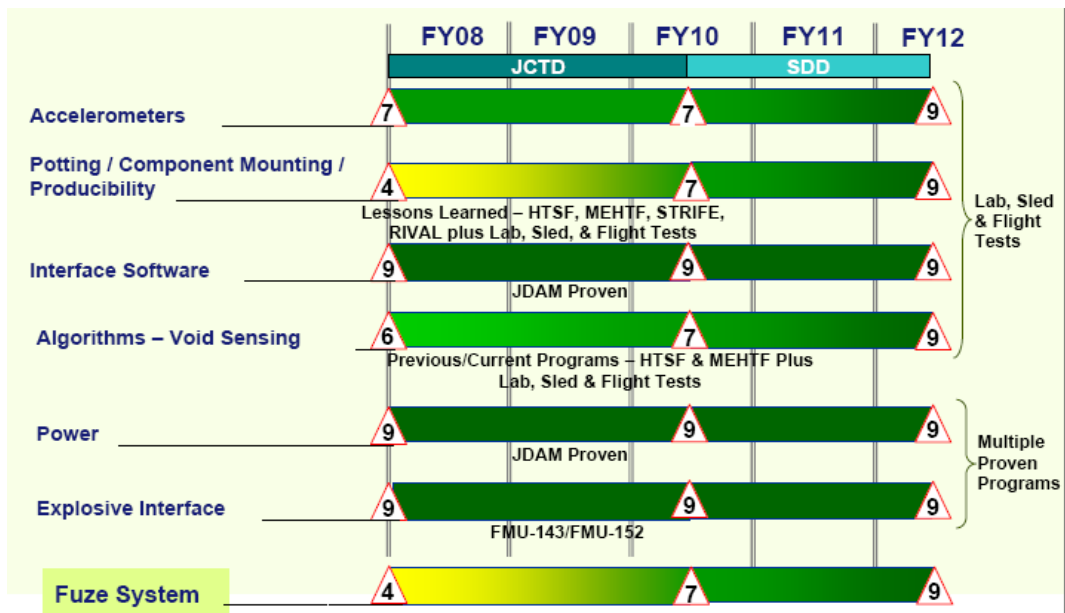 FY08 FY09 FY10 FY11 FY12
JCTD SDD
Accelerometers 7 7 9
Potting / Component Mounting /
Producibility 4 7 9
Lessons Learned – HTSF, MEHTF, STRIFE,
RIVAL plus Lab, Sled, & Flight Tests
Interface Software 9 9 9
JDAM Proven
Algorithms – Void Sensing 6 7 9
Previous/Current Programs – HTSF & MEHTF Plus
Lab, Sled & Flight Tests
Lab, Sled
& Flight
Tests
Power 9 9 9
JDAM Proven
Explosive Interface 9 9 9
FMU-143/FMU-152
Multiple
Proven
Programs
Fuze System 4 7 9